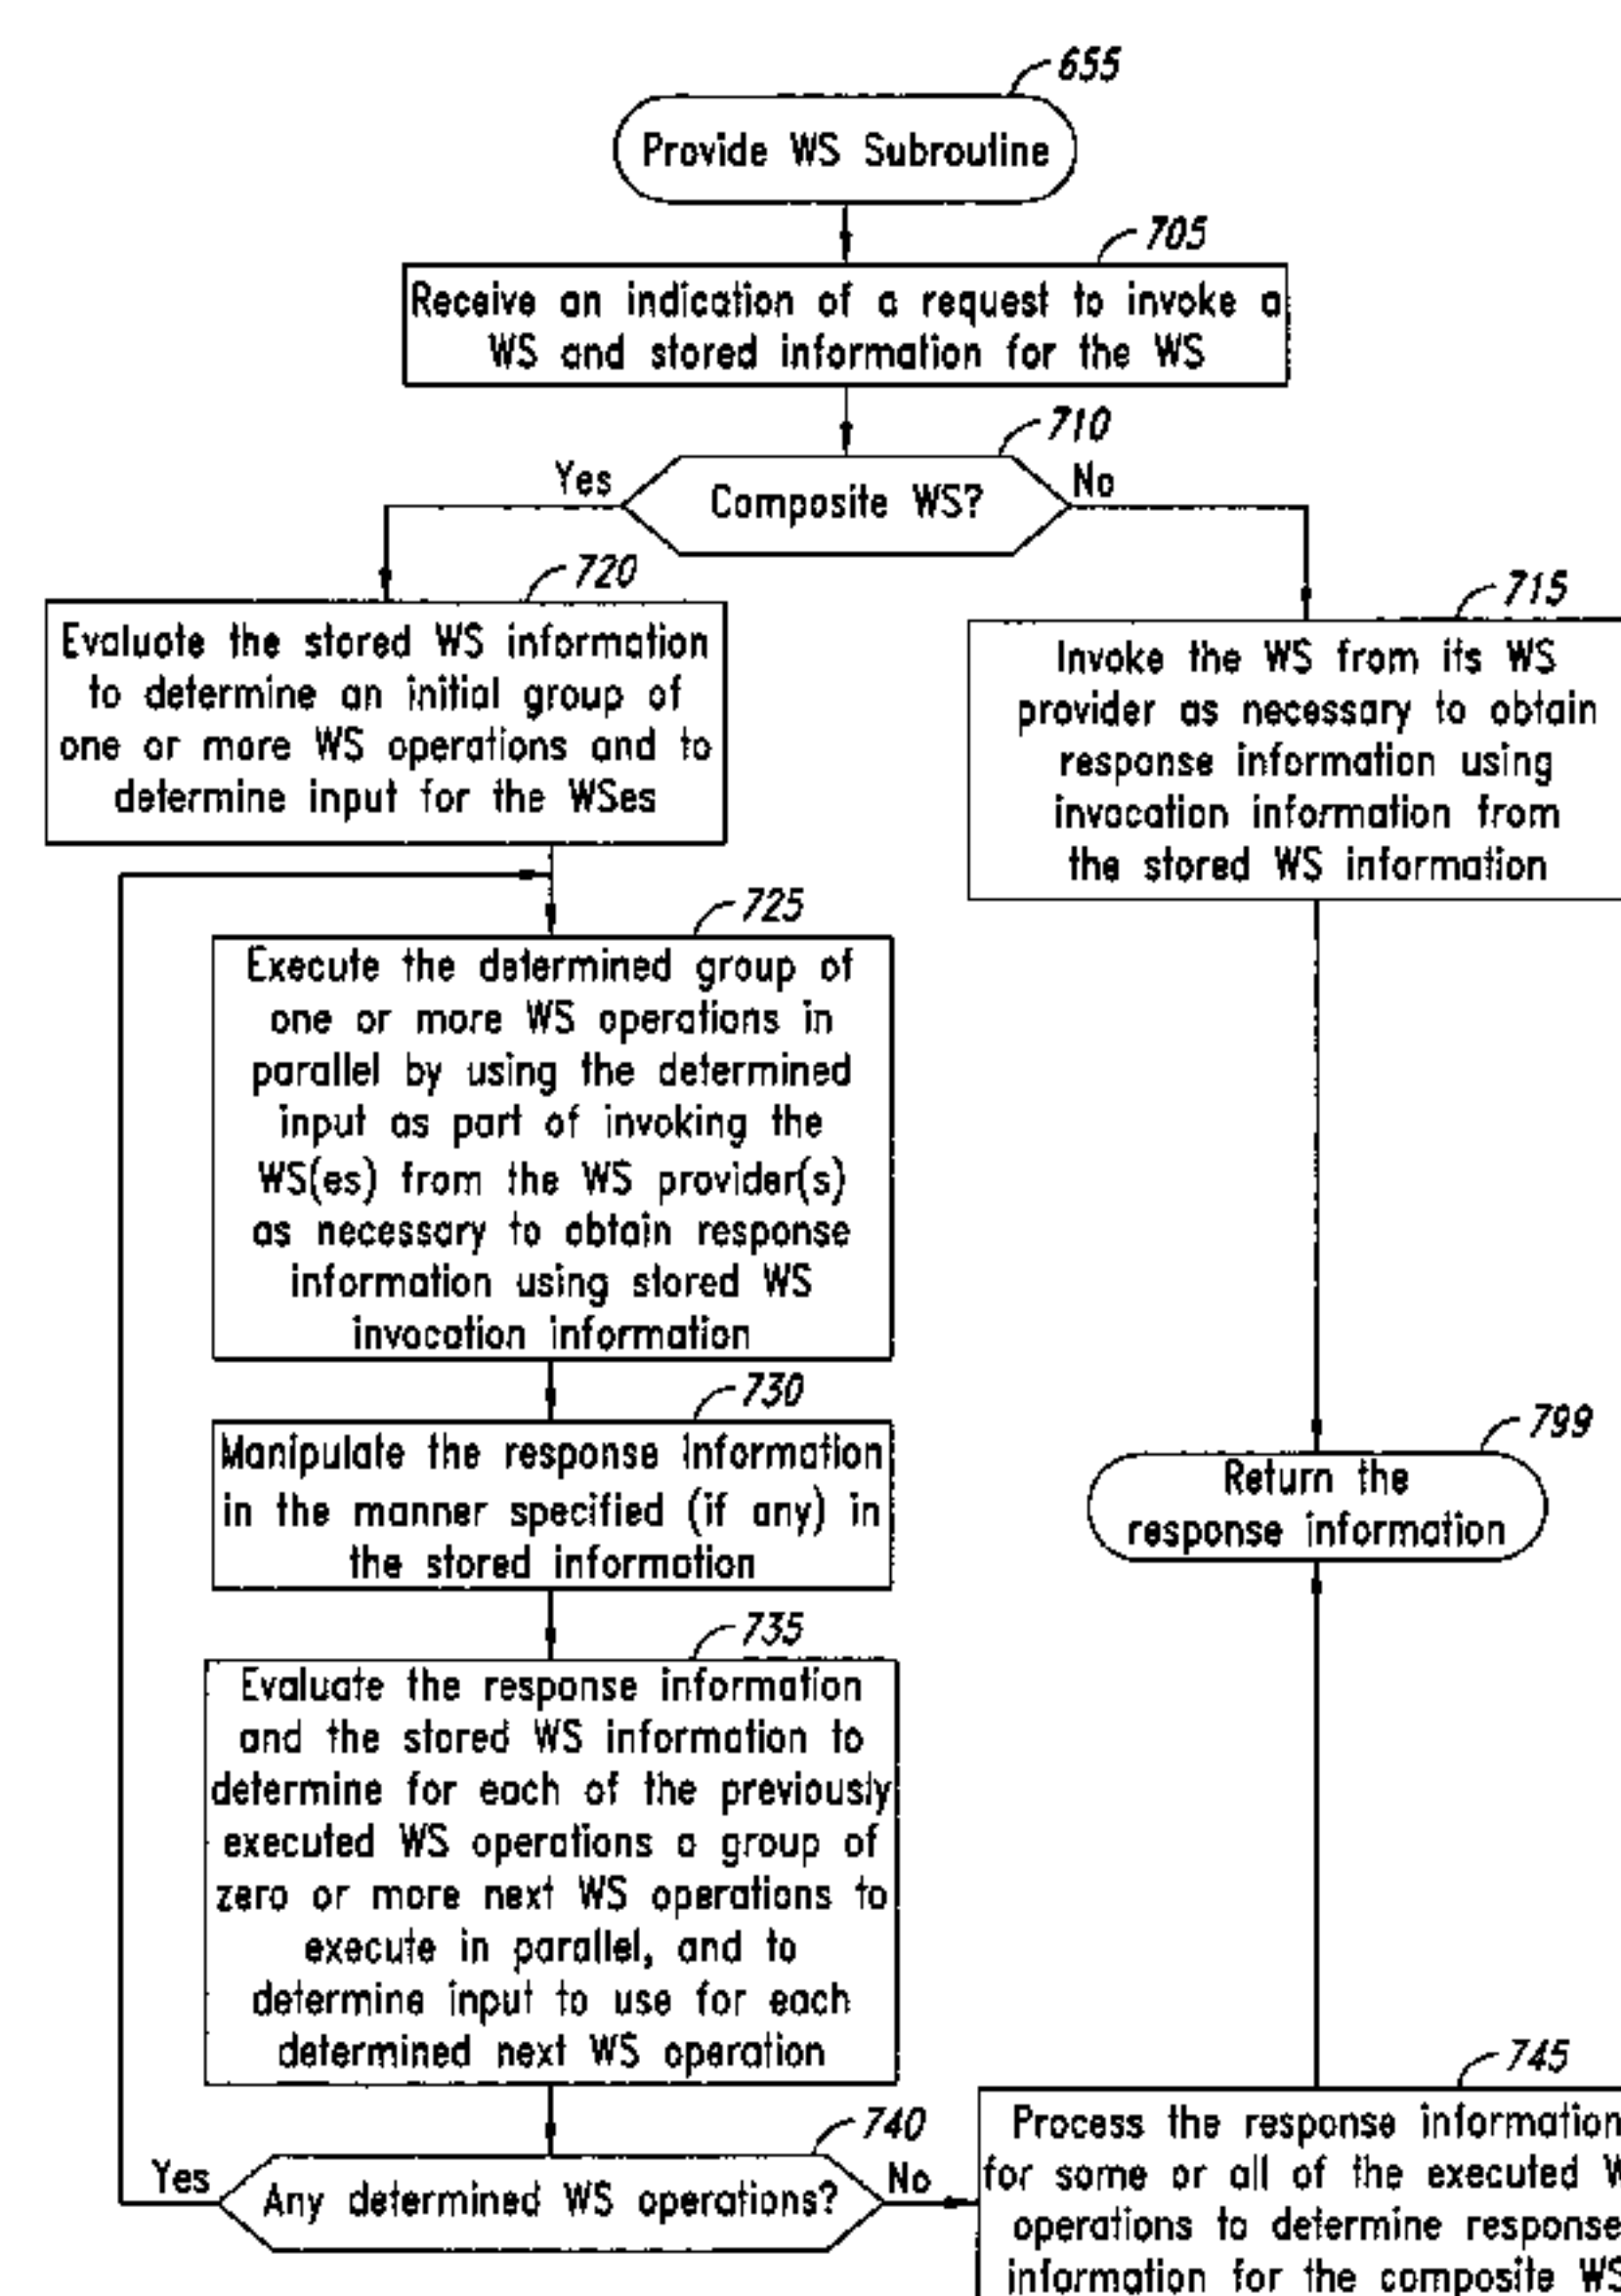 655
Provide WS Subroutine
705
Receive an indication of a request to invoke a
WS and stored information for the WS
710
Yes
Composite WS?
No
720
Evaluate the stored WS information
to determine an initial group of
one or more WS operations and to
determine input for the WSes
715
Invoke the WS from its WS
provider as necessary to obtain
response information using
invocation information from
the stored WS information
725
Execute the determined group of
one or more WS operations in
parallel by using the determined
input as part of invoking the
WS(es) from the WS provider(s)
as necessary to obtain response
information using stored WS
invocation information
730
Manipulate the response information
in the manner specified (if any) in
the stored information
799
Return the
response information
735
Evaluate the response information
and the stored WS information to
determine for each of the previously
executed WS operations a group of
zero or more next WS operations to
execute in parallel, and to
determine input to use for each
determined next WS operation
740
Yes
Any determined WS operations?
No
745
Process the response information
for some or all of the executed
operations to determine response
information for the composite WS